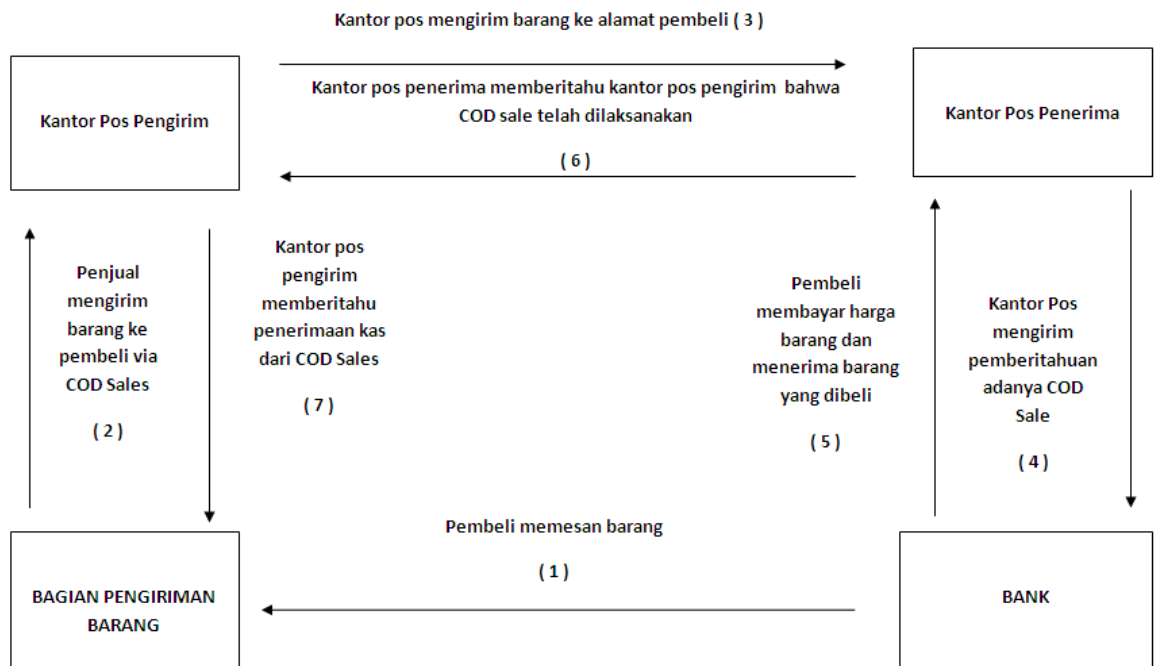 Kantor pos mengirim barang ke alamat pembeli ( 3 )
Kantor Pos Pengirim
Kantor pos penerima memberitahu kantor pos pengirim bahwa
COD sale telah dilaksanakan
( 6 )
Kantor Pos Penerima
Penjual
mengirim
barang ke
pembeli via
COD Sales
( 2 )
Kantor pos
pengirim
memberitahu
penerimaan kas
dari COD Sales
( 7 )
Pembeli
membayar harga
barang dan
menerima barang
yang dibeli
( 5 )
Kantor Pos
mengirim
pemberitahuan
adanya COD
Sale
( 4 )
Pembeli memesan barang
( 1 )
BAGIAN PENGIRIMAN
BARANG
BANK